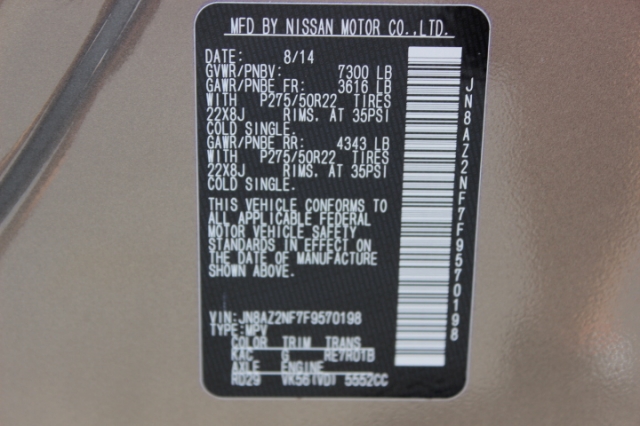 MFD BY NISSAN MOTOR CO.,LTD.
DATE: 8/14
GVWR/PNBV: 7300 LB
GAWR/PNBE FR: 3616 LB
WITH P275/50R22 TIRES
22X8J RIMS. AT 35PSI
COLD SINGLE.
GAWR/PNBE RR: 4343 LB
WITH P275/50R22 TIRES
22X8J RIMS. AT 35PSI
COLD SINGLE.
THIS VEHICLE CONFORMS TO
ALL APPLICABLE FEDERAL
MOTOR VEHICLE SAFETY
STANDARDS IN EFFECT ON
THE DATE OF MANUFACTURE
SHOWN ABOVE.
VIN:JN8AZ2NF7F9570198
TYPE:MPV
COLOR TRIM TRANS
KAC G RE7R01B
AXLE ENGINE
RD29 VK56(VD) 5552CC
JN8AZ2NF7F9570198